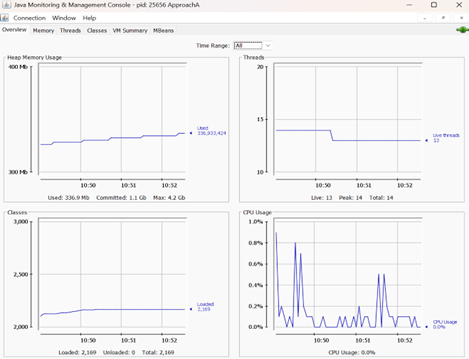 Java Monitoring & Management Console - pid: 25656 ApproachA
Connection Window Help
Overview Memory Threads Classes VM Summary MBeans
Time Range: All
Heap Memory Usage
400 Mb
300 Mb
Used
336,933,424
10:50 10:51 10:52
Used: 336.9 Mb Committed: 1.1 Gb Max: 4.2 Gb
Threads
20
15
10
Live threads
13
10:50 10:51 10:52
Live: 13 Peak: 14 Total: 14
Classes
3,000
2,500
2,000
Loaded
2,169
10:50 10:51 10:52
Loaded: 2,169 Unloaded: 0 Total: 2,169
CPU Usage
1.0%
0.8%
0.6%
0.4%
0.2%
0.0%
CPU Usage
0.0%
10:50 10:51 10:52
CPU Usage: 0.0%